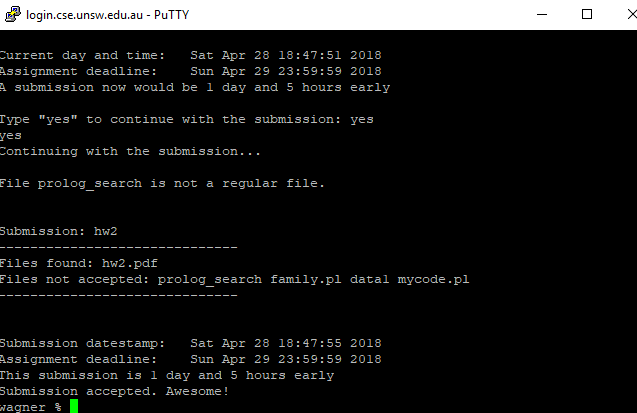 login.cse.unsw.edu.au - PuTTY
Current day and time:   Sat Apr 28 18:47:51 2018
Assignment deadline:    Sun Apr 29 23:59:59 2018
A submission now would be 1 day and 5 hours early
Type "yes" to continue with the submission: yes
yes
Continuing with the submission...
File prolog_search is not a regular file.
Submission: hw2
------------------------------
Files found: hw2.pdf
Files not accepted: prolog_search family.pl data1 mycode.pl
------------------------------
Submission datestamp:   Sat Apr 28 18:47:55 2018
Assignment deadline:    Sun Apr 29 23:59:59 2018
This submission is 1 day and 5 hours early
Submission accepted. Awesome!
wagner %